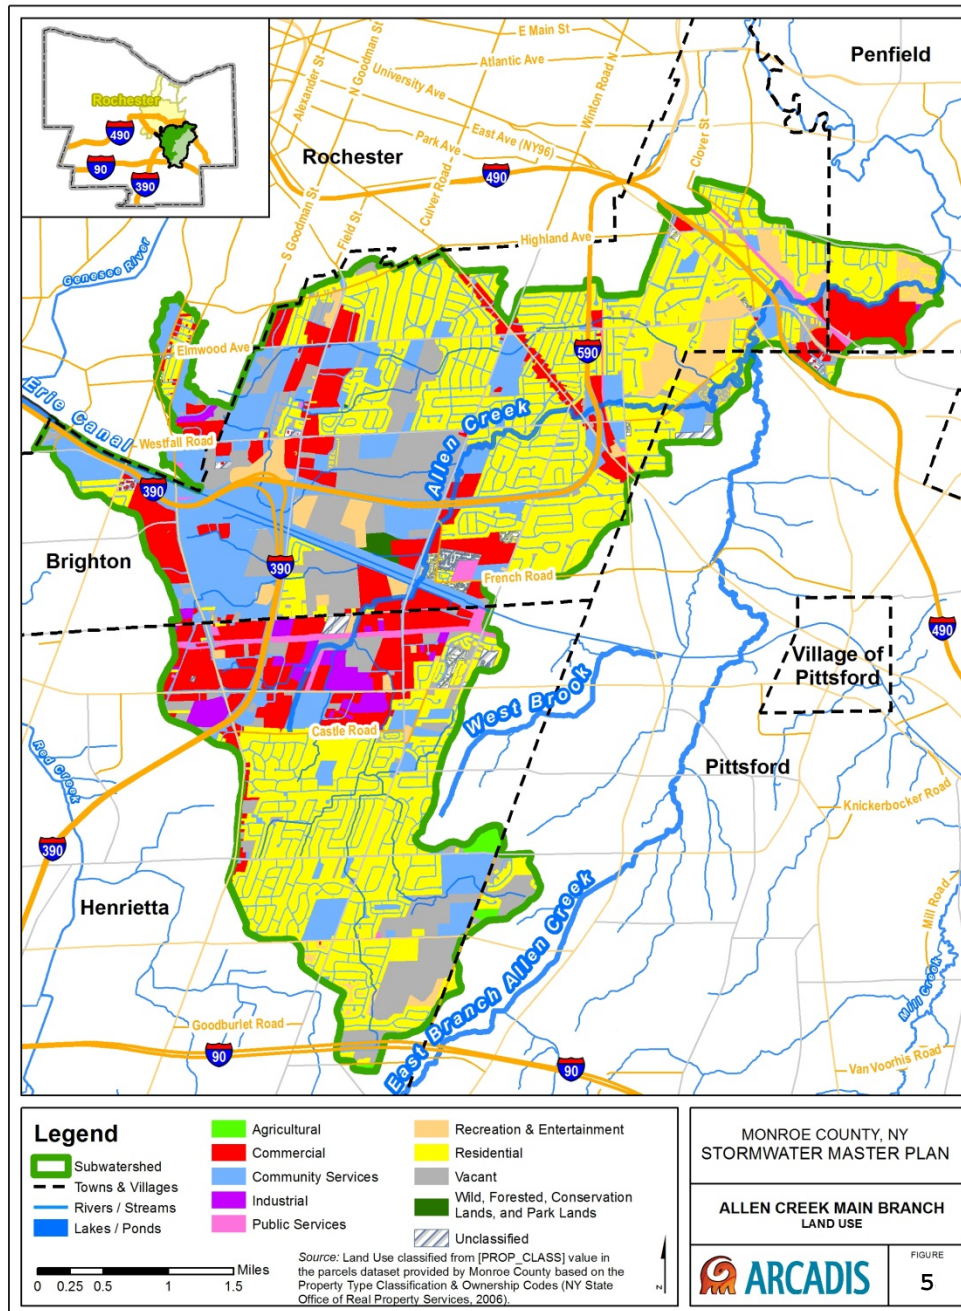 Rochester
490
90
390
E Main St
Atlantic Ave
University Ave
N Goodman St
Alexander St
Winton Road N
Park Ave
East Ave (NY96)
Culver Road
Clover St
Penfield
Rochester
490
S Goodman St
Field St
Highland Ave
Genesee River
Elmwood Ave
590
Erie Canal
Westfall Road
Allen Creek
390
Brighton
390
French Road
490
Village of
Pittsford
West Brook
Castle Road
Red Creek
Pittsford
Knickerbocker Road
390
Henrietta
East Branch Allen Creek
Mill Road
Mill Creek
Goodburlet Road
90
90
Van Voorhis Road
Legend
Subwatershed
Towns & Villages
Rivers / Streams
Lakes / Ponds
Agricultural
Commercial
Community Services
Industrial
Public Services
Recreation & Entertainment
Residential
Vacant
Wild, Forested, Conservation
Lands, and Park Lands
Unclassified
Miles
0 0.25 0.5 1 1.5
Source: Land Use classified from [PROP_CLASS] value in
the parcels dataset provided by Monroe County based on the
Property Type Classification & Ownership Codes (NY State
Office of Real Property Services, 2006).
N
MONROE COUNTY, NY
STORMWATER MASTER PLAN
ALLEN CREEK MAIN BRANCH
LAND USE
ARCADIS
FIGURE
5